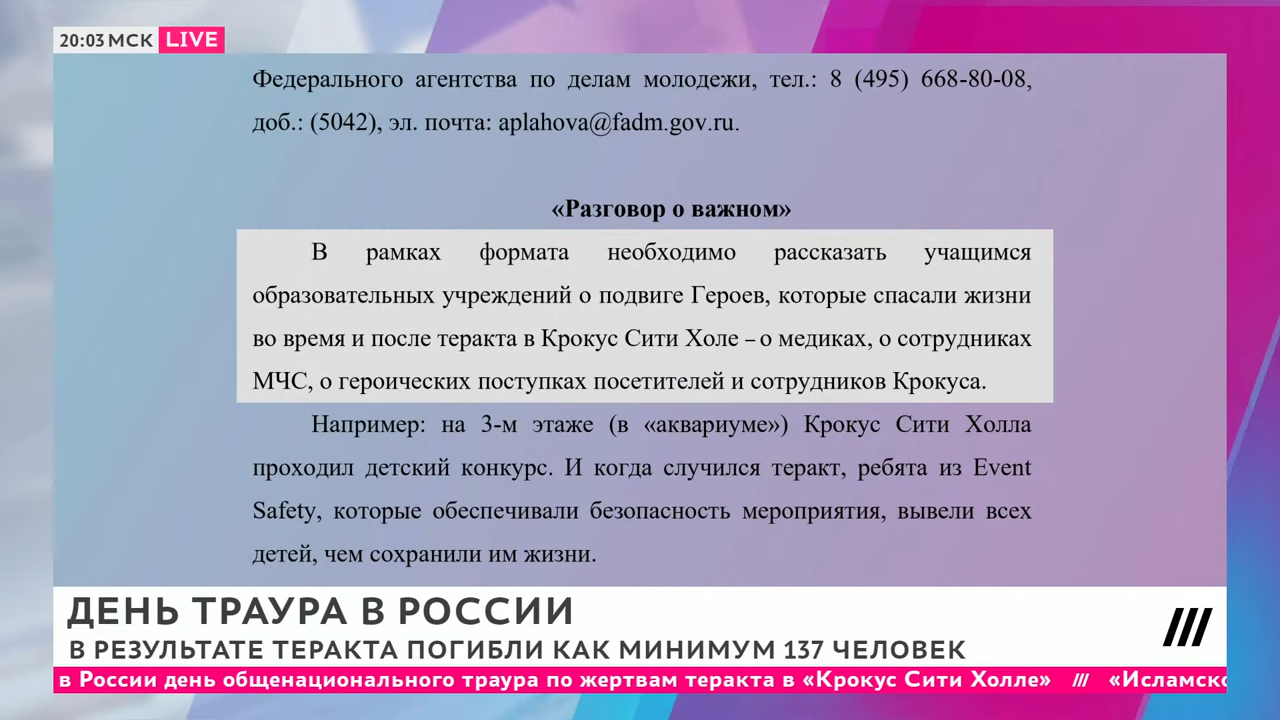 20:03 МСК LIVE
Федерального агентства по делам молодежи, тел.: 8 (495) 668-80-08,
доб.: (5042), эл. почта: aplahova@fadm.gov.ru.
«Разговор о важном»
В рамках формата необходимо рассказать учащимся
образовательных учреждений о подвиге Героев, которые спасали жизни
во время и после теракта в Крокус Сити Холе – о медиках, о сотрудниках
МЧС, о героических поступках посетителей и сотрудников Крокуса.
Например: на 3-м этаже (в «аквариуме») Крокус Сити Холла
проходил детский конкурс. И когда случился теракт, ребята из Event
Safety, которые обеспечивали безопасность мероприятия, вывели всех
детей, чем сохранили им жизни.
ДЕНЬ ТРАУРА В РОССИИ
В РЕЗУЛЬТАТЕ ТЕРАКТА ПОГИБЛИ КАК МИНИМУМ 137 ЧЕЛОВЕК
в России день общенационального траура по жертвам теракта в «Крокус Сити Холле» /// «Исламско